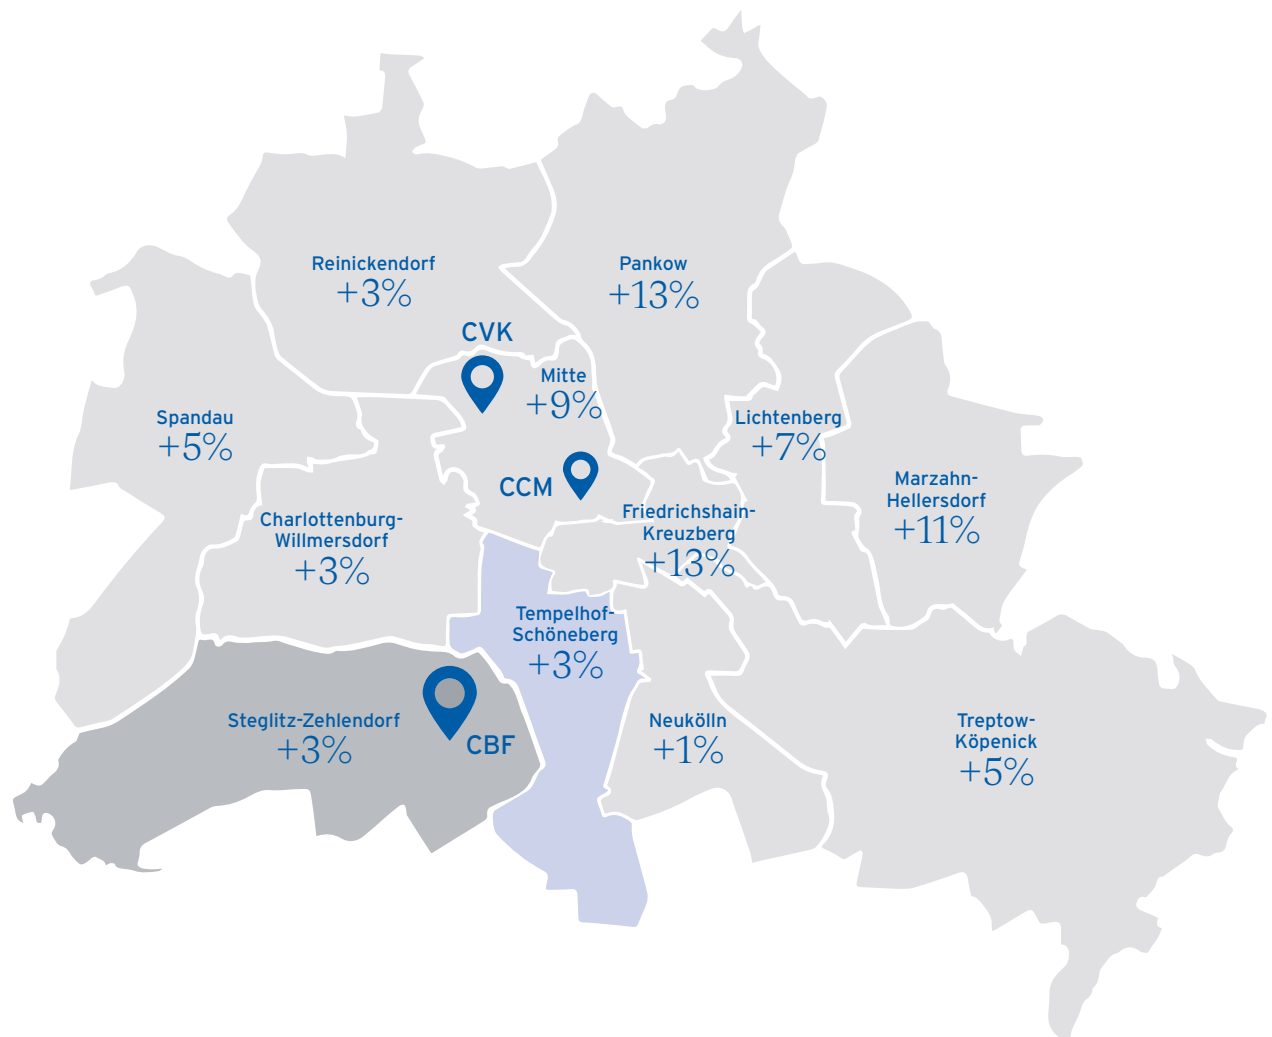 Reinickendorf
+3%
Pankow
+13%
CVK
Mitte
+9%
Spandau
+5%
Lichtenberg
+7%
Marzahn-
Hellersdorf
+11%
CCM
Charlottenburg-
Willmersdorf
+3%
Friedrichshain-
Kreuzberg
+13%
Tempelhof-
Schöneberg
+3%
Steglitz-Zehlendorf
+3%
CBF
Neukölln
+1%
Treptow-
Köpenick
+5%